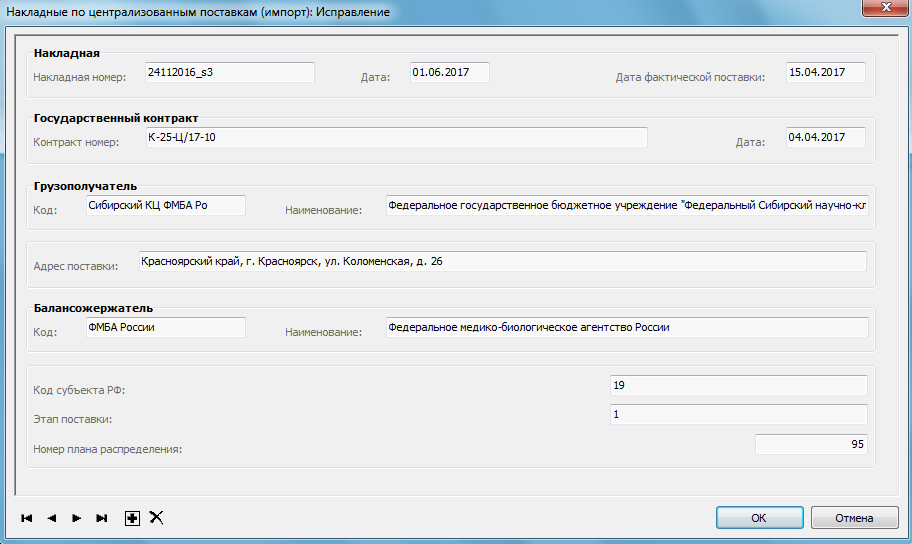 Накладные по централизованным поставкам (импорт): Исправление
Накладная
Накладная номер: 24112016_s3 Дата: 01.06.2017 Дата фактической поставки: 15.04.2017
Государственный контракт
Контракт номер: К-25-Ц/17-10 Дата: 04.04.2017
Грузополучатель
Код: Сибирский КЦ ФМБА Ро Наименование: Федеральное государственное бюджетное учреждение "Федеральный Сибирский научно-кл
Адрес поставки: Красноярский край, г. Красноярск, ул. Коломенская, д. 26
Балансожержатель
Код: ФМБА России Наименование: Федеральное медико-биологическое агентство России
Код субъекта РФ: 19
Этап поставки: 1
Номер плана распределения: 95
ОК Отмена